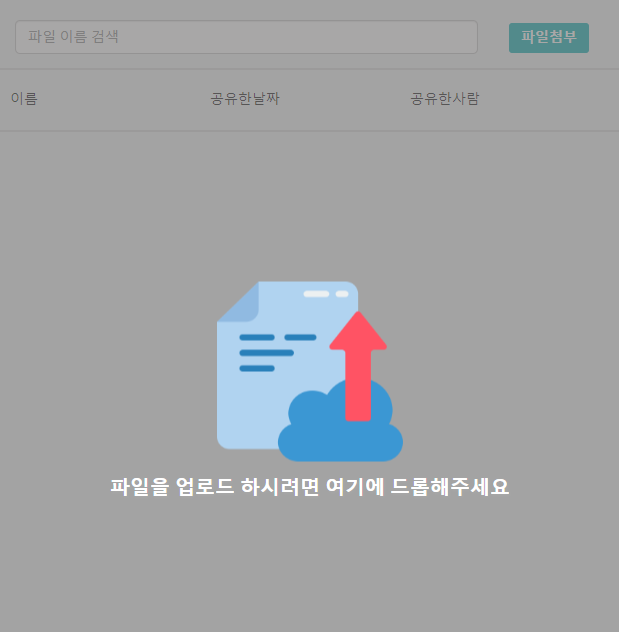 파일 이름 검색
파일첨부
이름
공유한날짜
공유한사람
파일을 업로드 하시려면 여기에 드롭해주세요